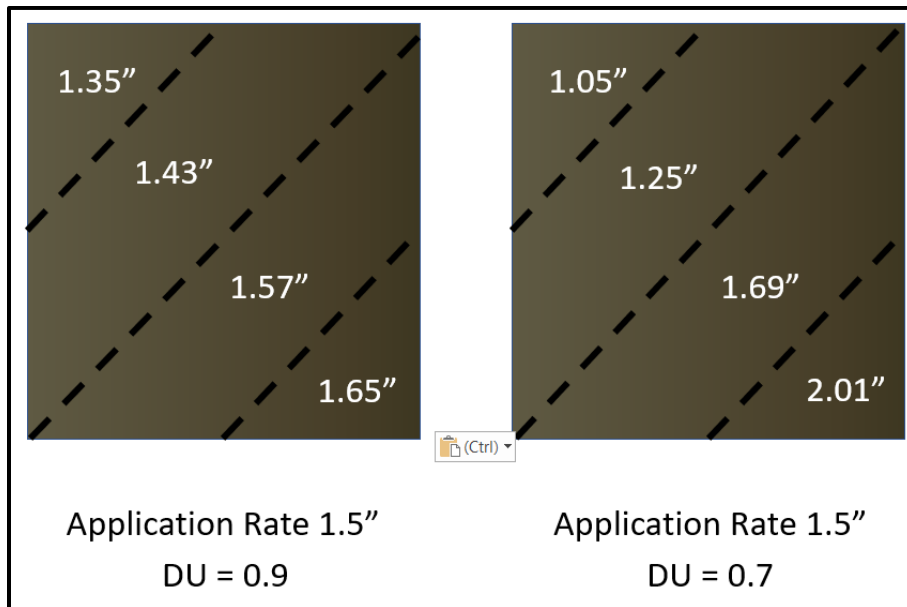 1.35”
1.43”
1.57”
1.65”
Application Rate 1.5”
DU = 0.9
1.05”
1.25”
1.69”
2.01”
(Ctrl)
Application Rate 1.5”
DU = 0.7